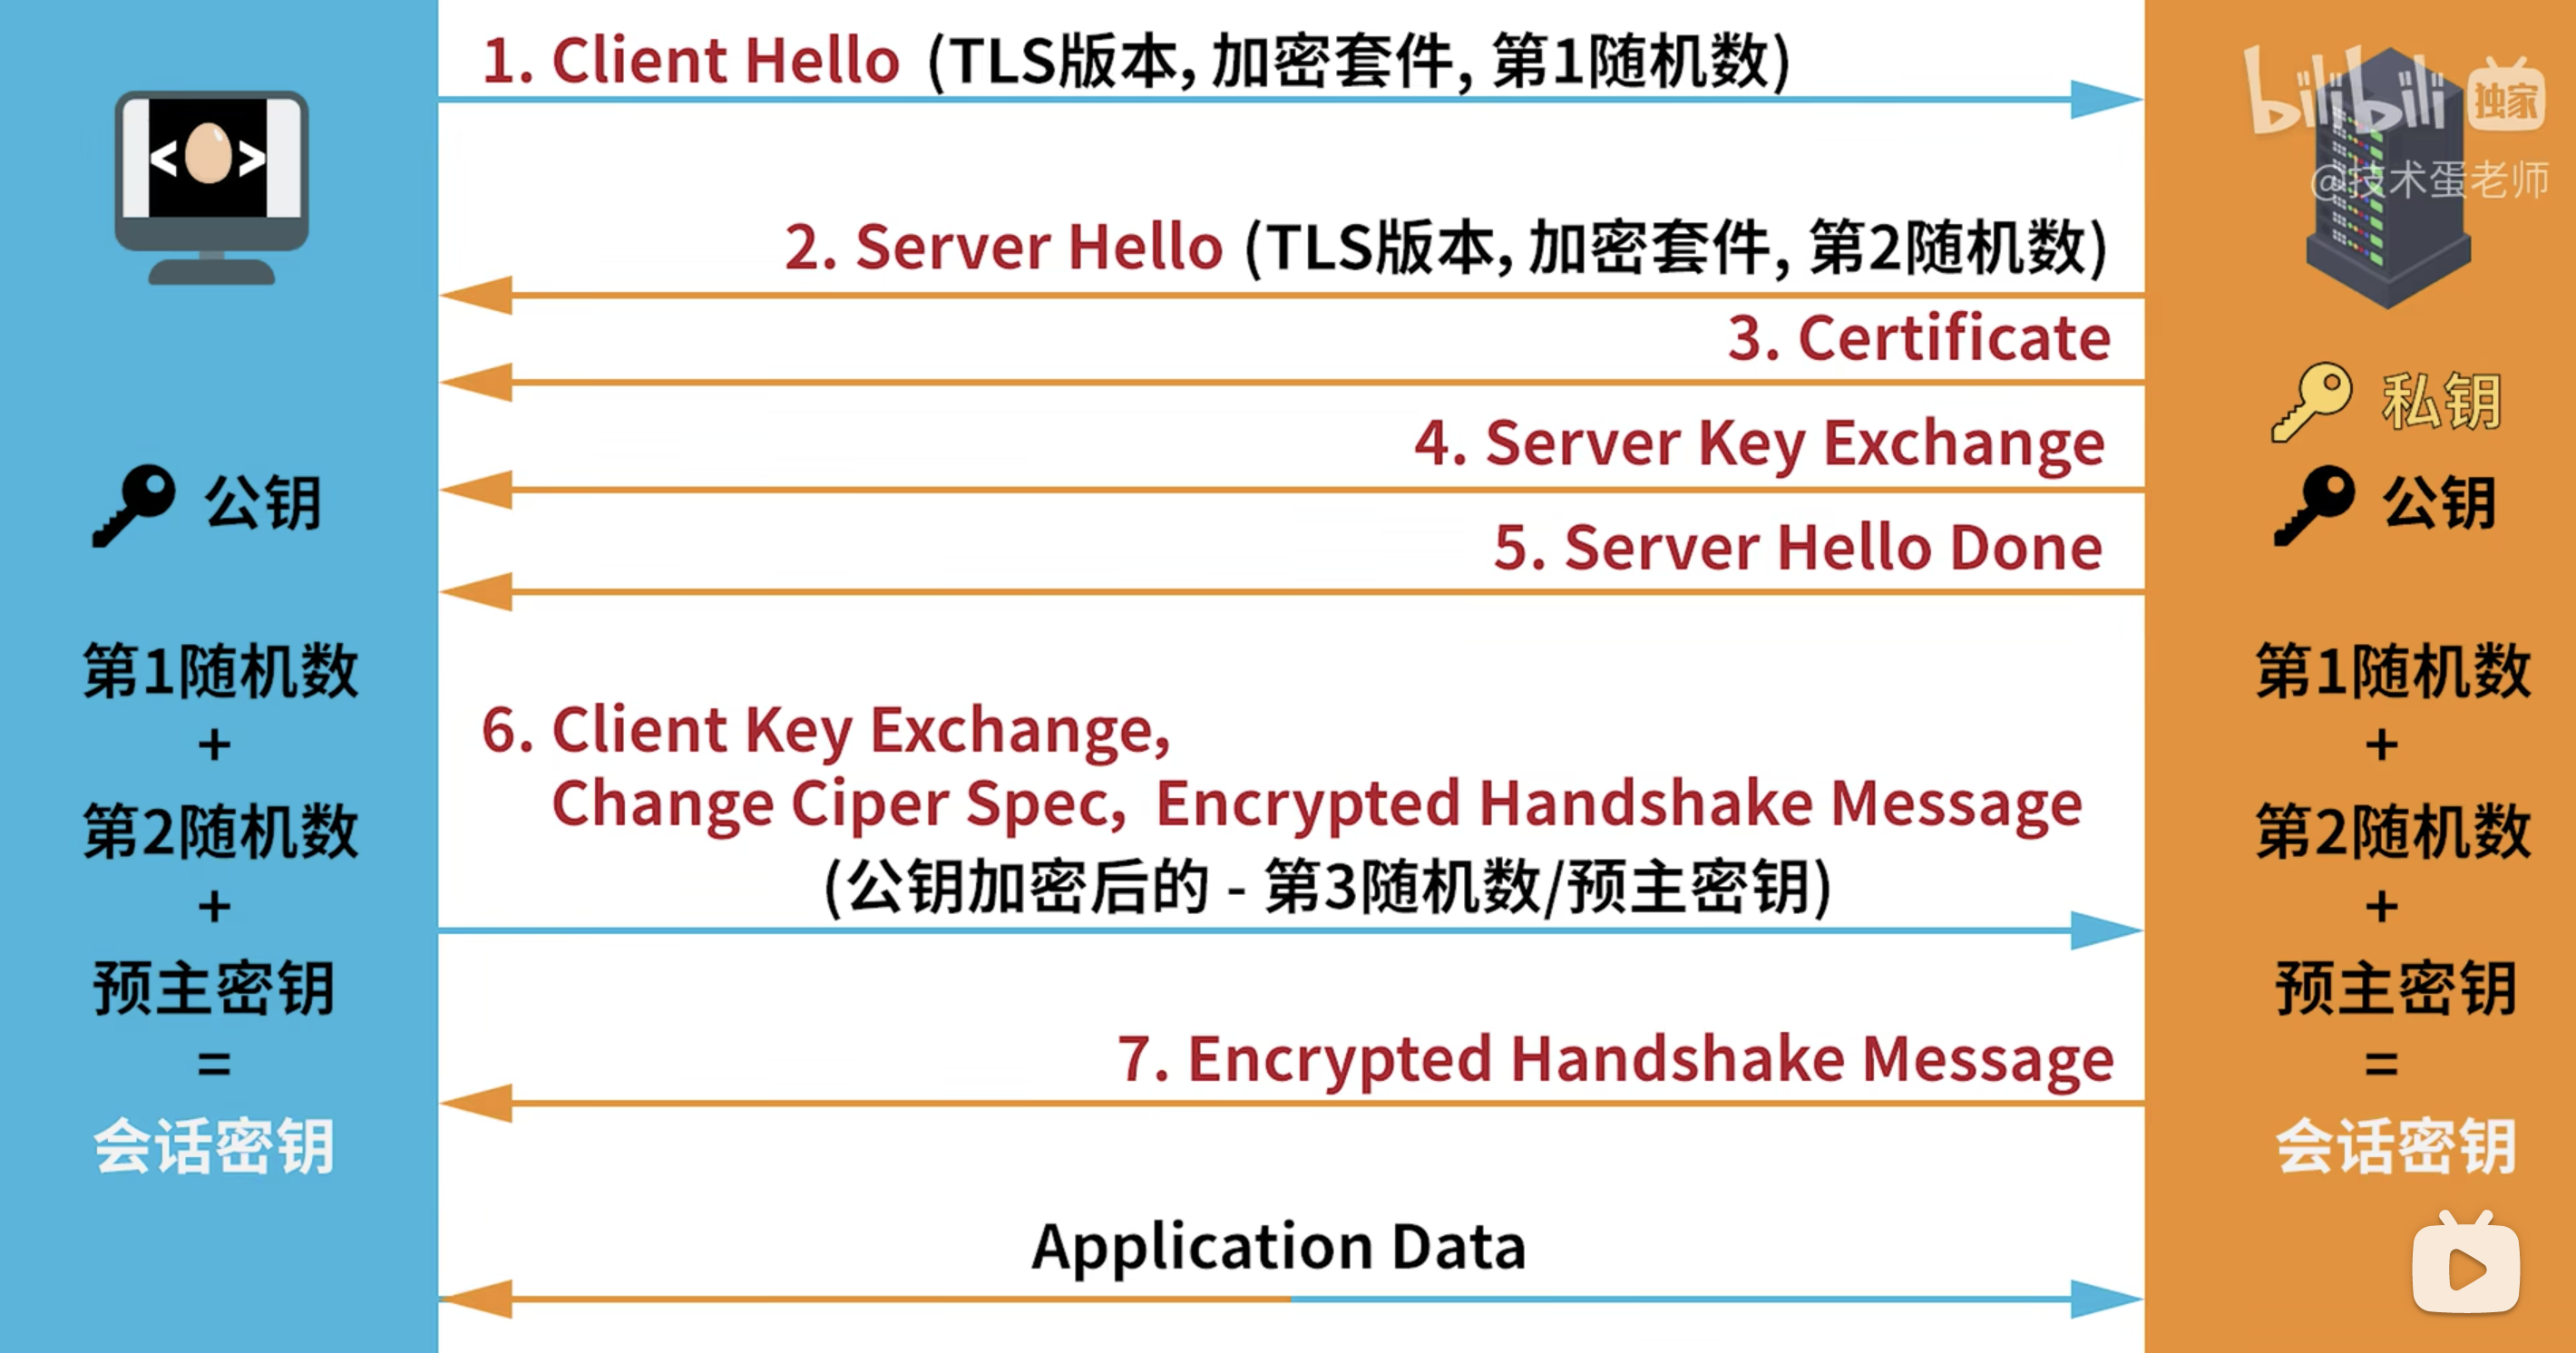 1. Client Hello (TLS版本, 加密套件, 第1随机数)
bilibili 独家
@技术蛋老师
< >
2. Server Hello (TLS版本, 加密套件, 第2随机数)
3. Certificate
私钥
4. Server Key Exchange
公钥
公钥
5. Server Hello Done
第1随机数
+
第2随机数
+
预主密钥
=
会话密钥
6. Client Key Exchange,
Change Ciper Spec, Encrypted Handshake Message
(公钥加密后的 - 第3随机数/预主密钥)
7. Encrypted Handshake Message
Application Data
第1随机数
+
第2随机数
+
预主密钥
=
会话密钥